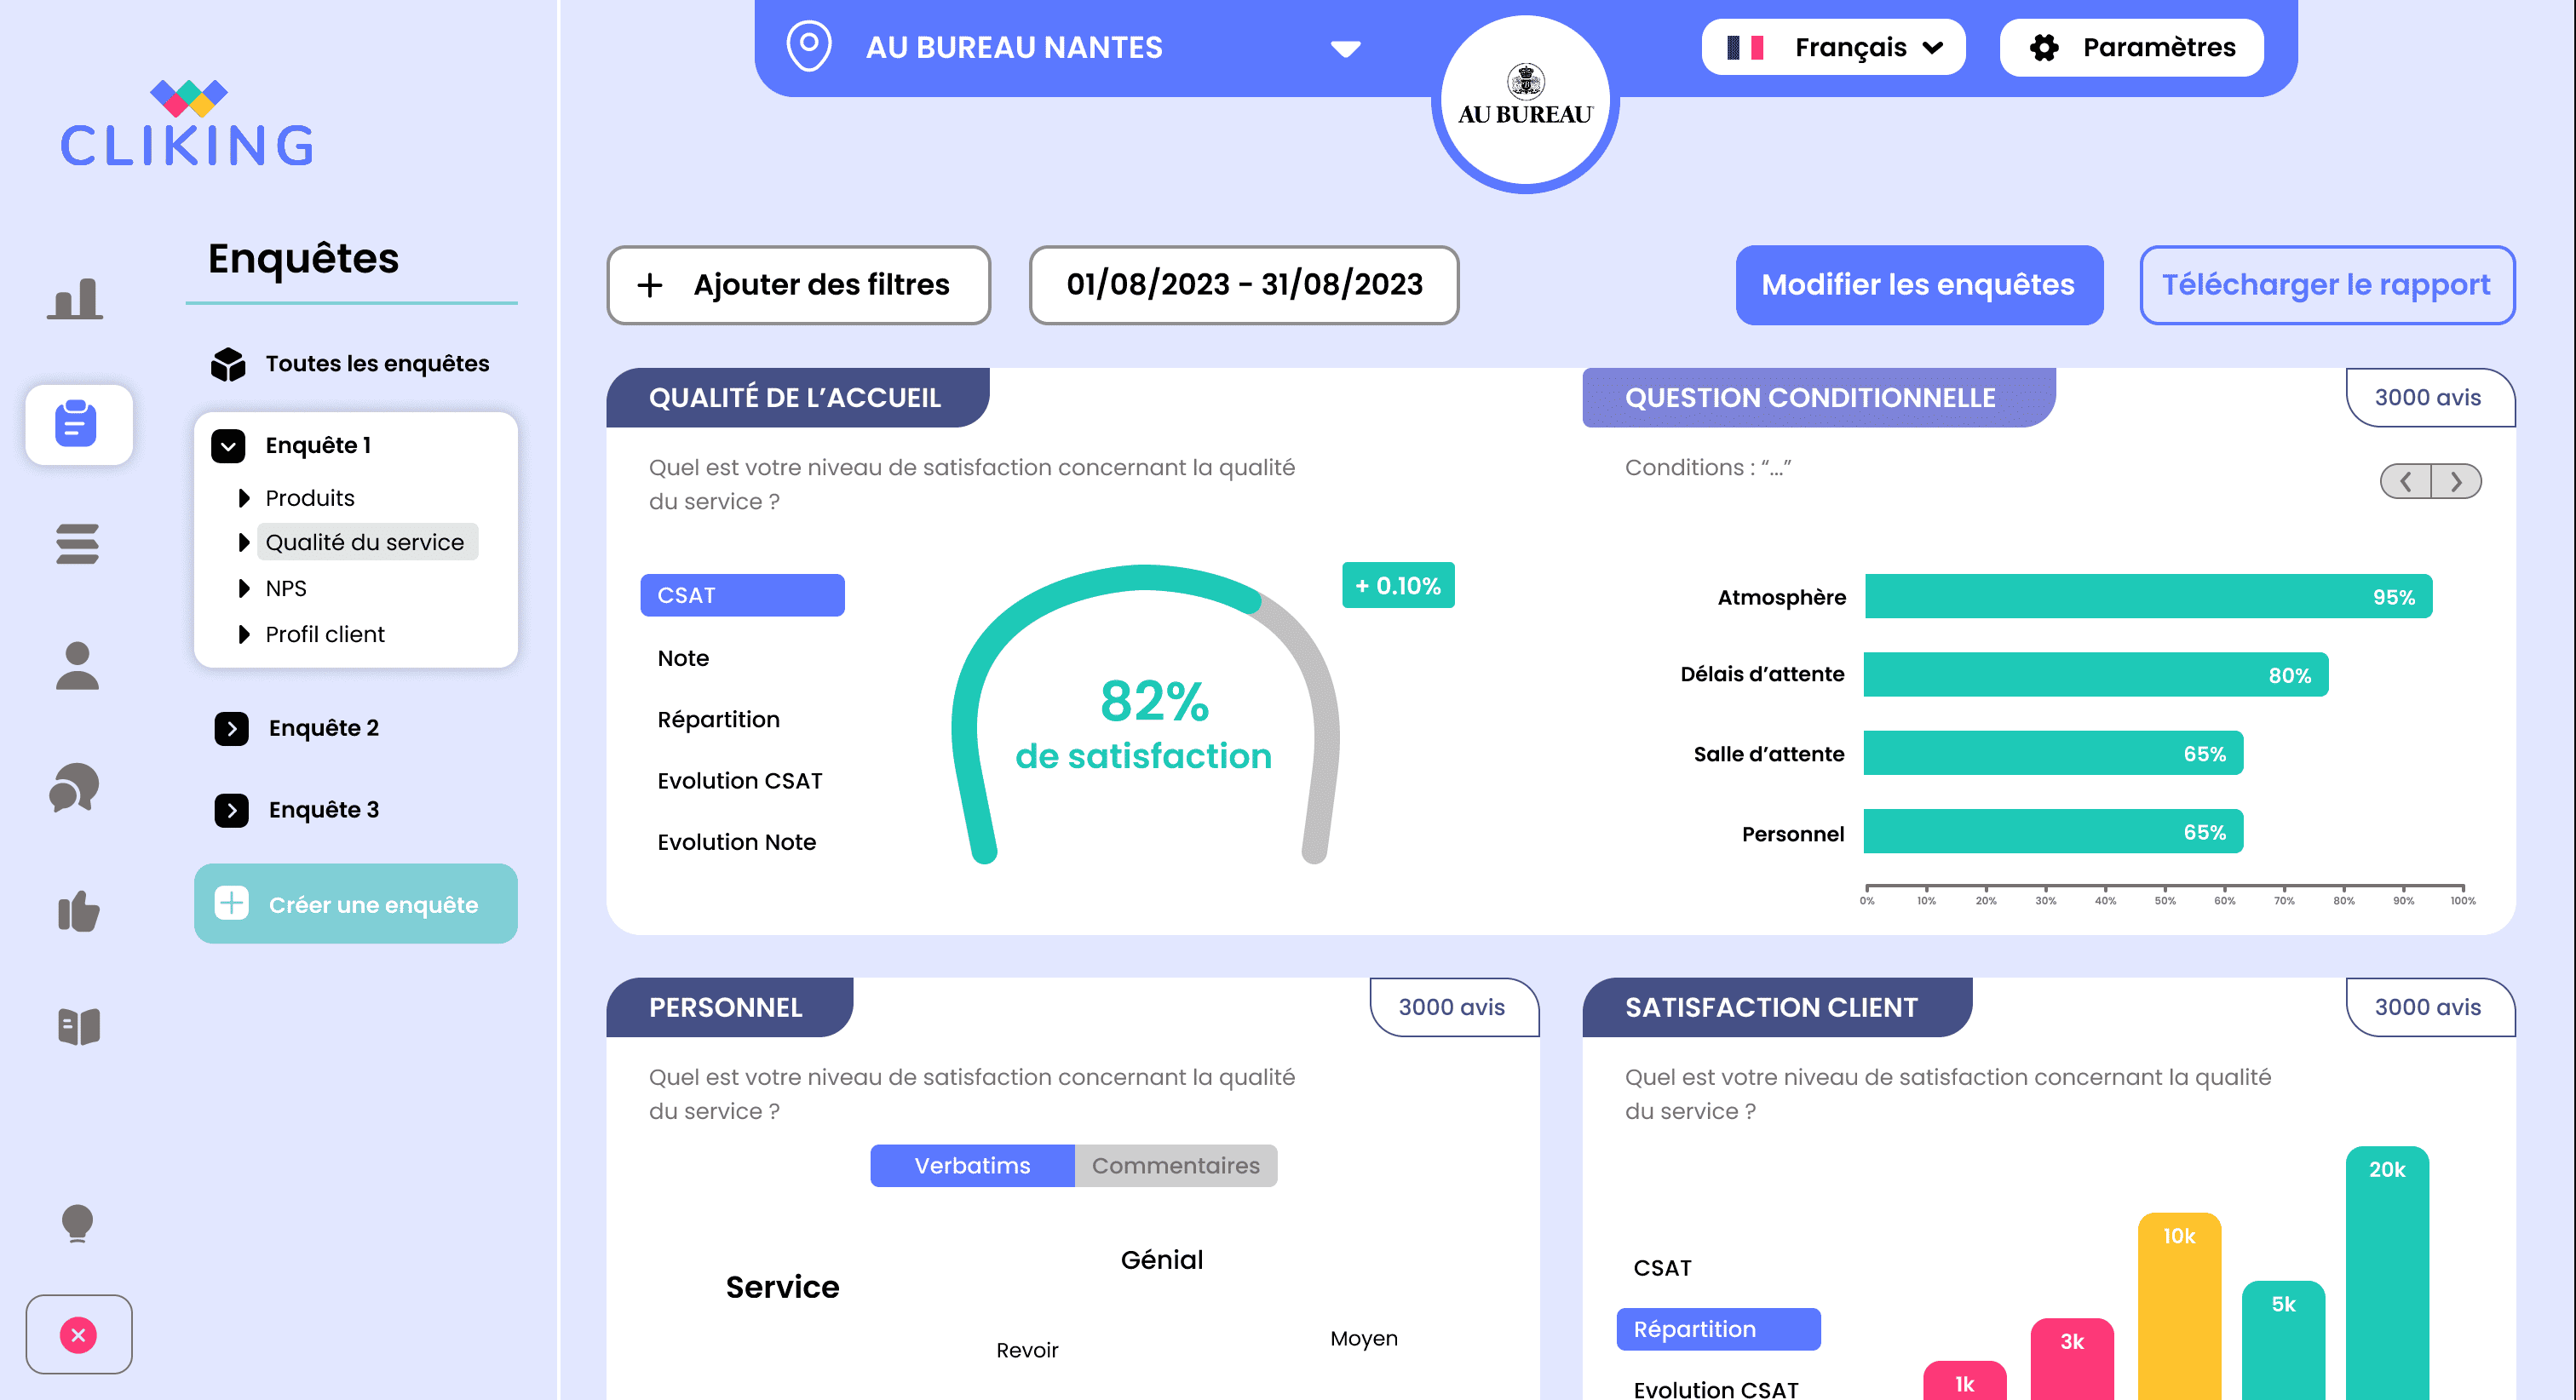 CLIKING
AU BUREAU NANTES
AU BUREAU
Français
Paramètres
Enquêtes
Toutes les enquêtes
Enquête 1
Produits
Qualité du service
NPS
Profil client
Enquête 2
Enquête 3
Créer une enquête
Ajouter des filtres
01/08/2023 - 31/08/2023
Modifier les enquêtes
Télécharger le rapport
QUALITÉ DE L’ACCUEIL
Quel est votre niveau de satisfaction concernant la qualité
du service ?
CSAT
Note
Répartition
Evolution CSAT
Evolution Note
+ 0.10%
82%
de satisfaction
QUESTION CONDITIONNELLE
3000 avis
Conditions : “...”
Atmosphère 95%
Délais d’attente 80%
Salle d’attente 65%
Personnel 65%
0% 10% 20% 30% 40% 50% 60% 70% 80% 90% 100%
PERSONNEL
3000 avis
Quel est votre niveau de satisfaction concernant la qualité
du service ?
Verbatims Commentaires
Génial
Service
Revoir
Moyen
SATISFACTION CLIENT
3000 avis
Quel est votre niveau de satisfaction concernant la qualité
du service ?
CSAT
Répartition
Evolution CSAT
1k
3k
10k
5k
20k